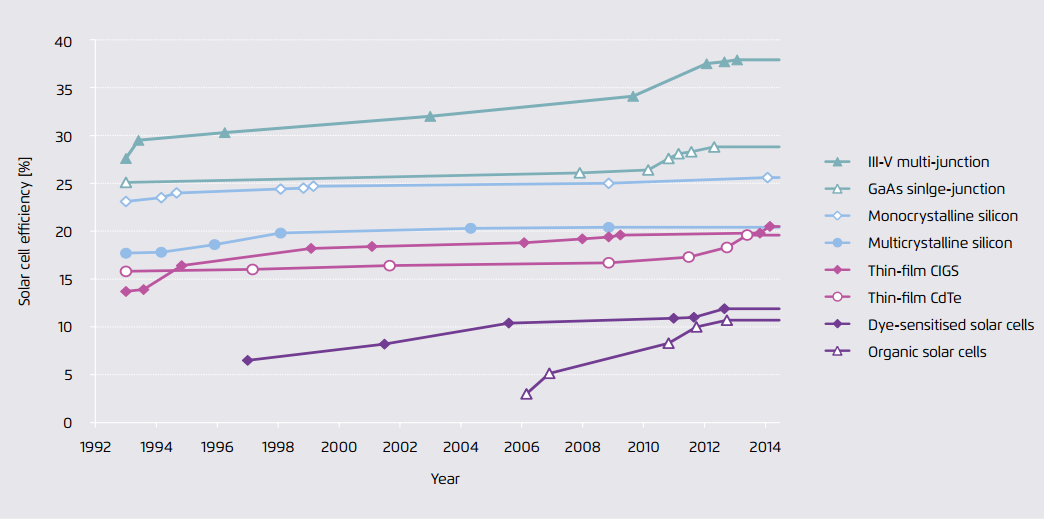 40
35
30
25
20
15
10
5
0
Solar cell efficiency [%]
1992 1994 1996 1998 2000 2002 2004 2006 2008 2010 2012 2014
Year
III-V multi-junction
GaAs sinlge-junction
Monocrystalline silicon
Multicrystalline silicon
Thin-film CIGS
Thin-film CdTe
Dye-sensitised solar cells
Organic solar cells